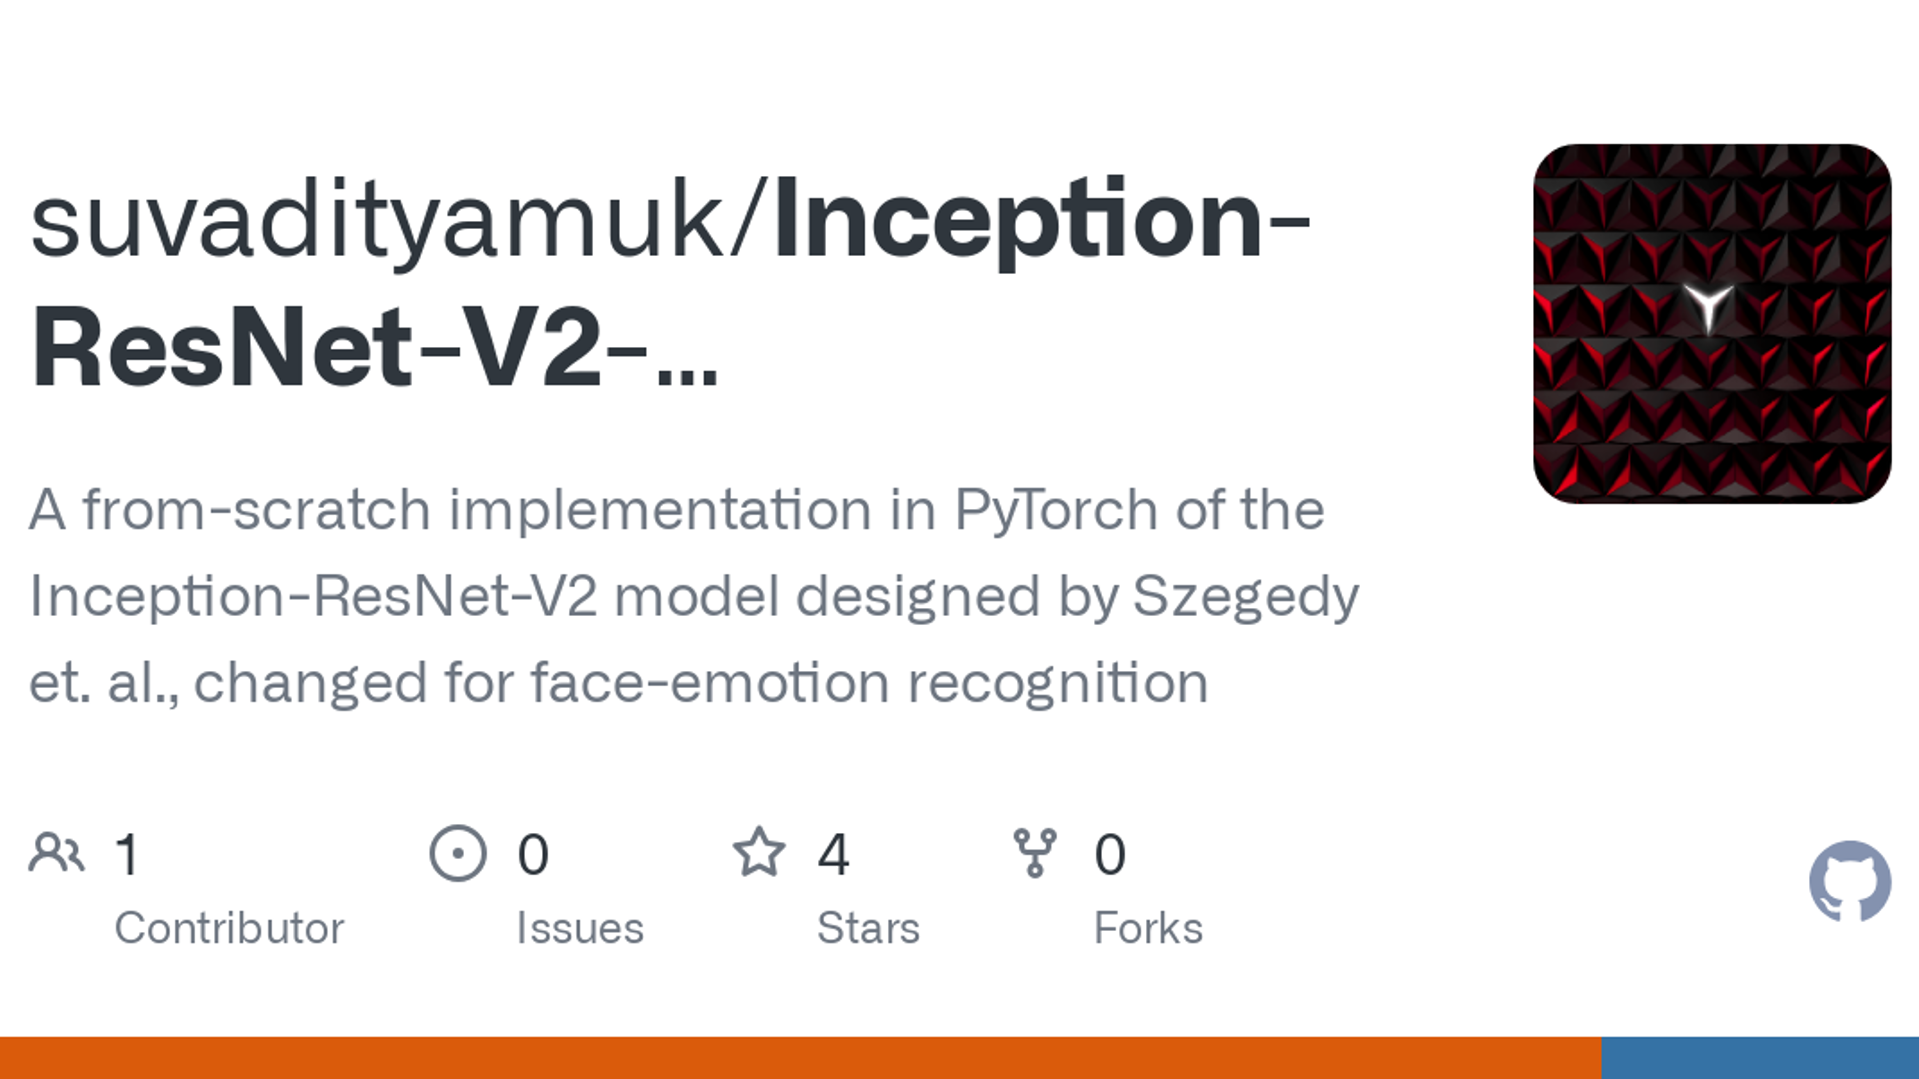 suvadityamuk/Inception-
ResNet-V2-...
A from-scratch implementation in PyTorch of the
Inception-ResNet-V2 model designed by Szegedy
et. al., changed for face-emotion recognition
1 0 4 0
Contributor Issues Stars Forks